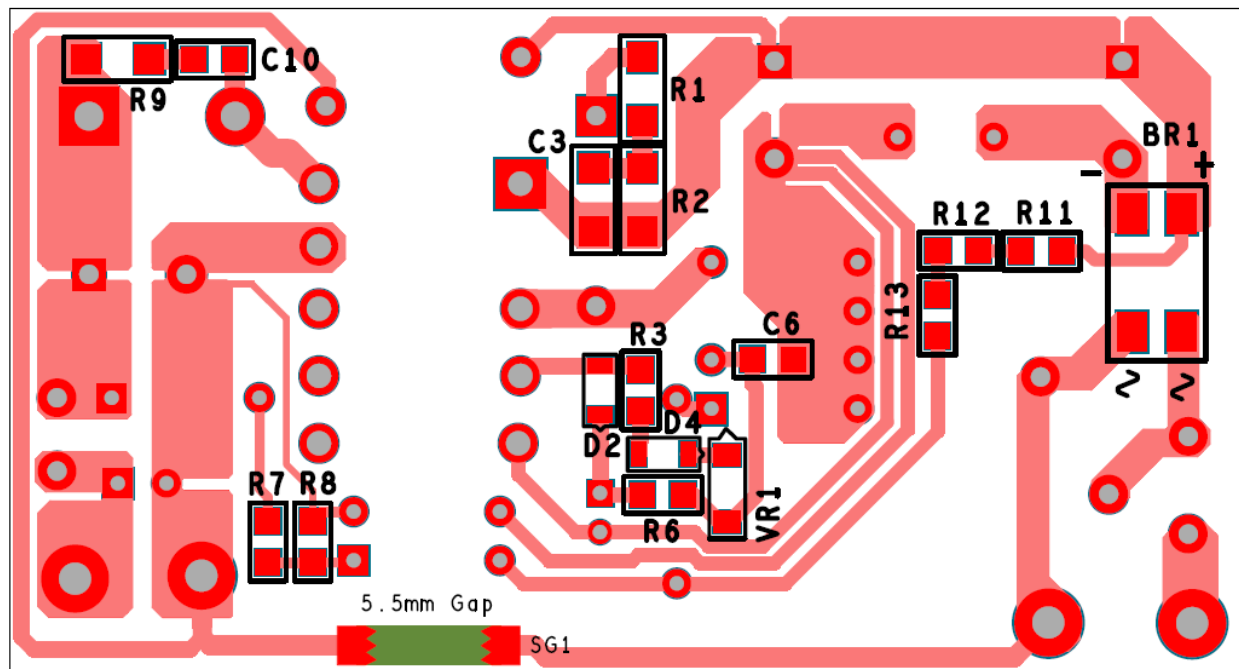 C10
R9
R1
C3
BR1
- +
R2
R12 R11
R13
C6
R3
D4
D2
R7 R8
VR1
R6
~ ~
5.5mm Gap
SG1